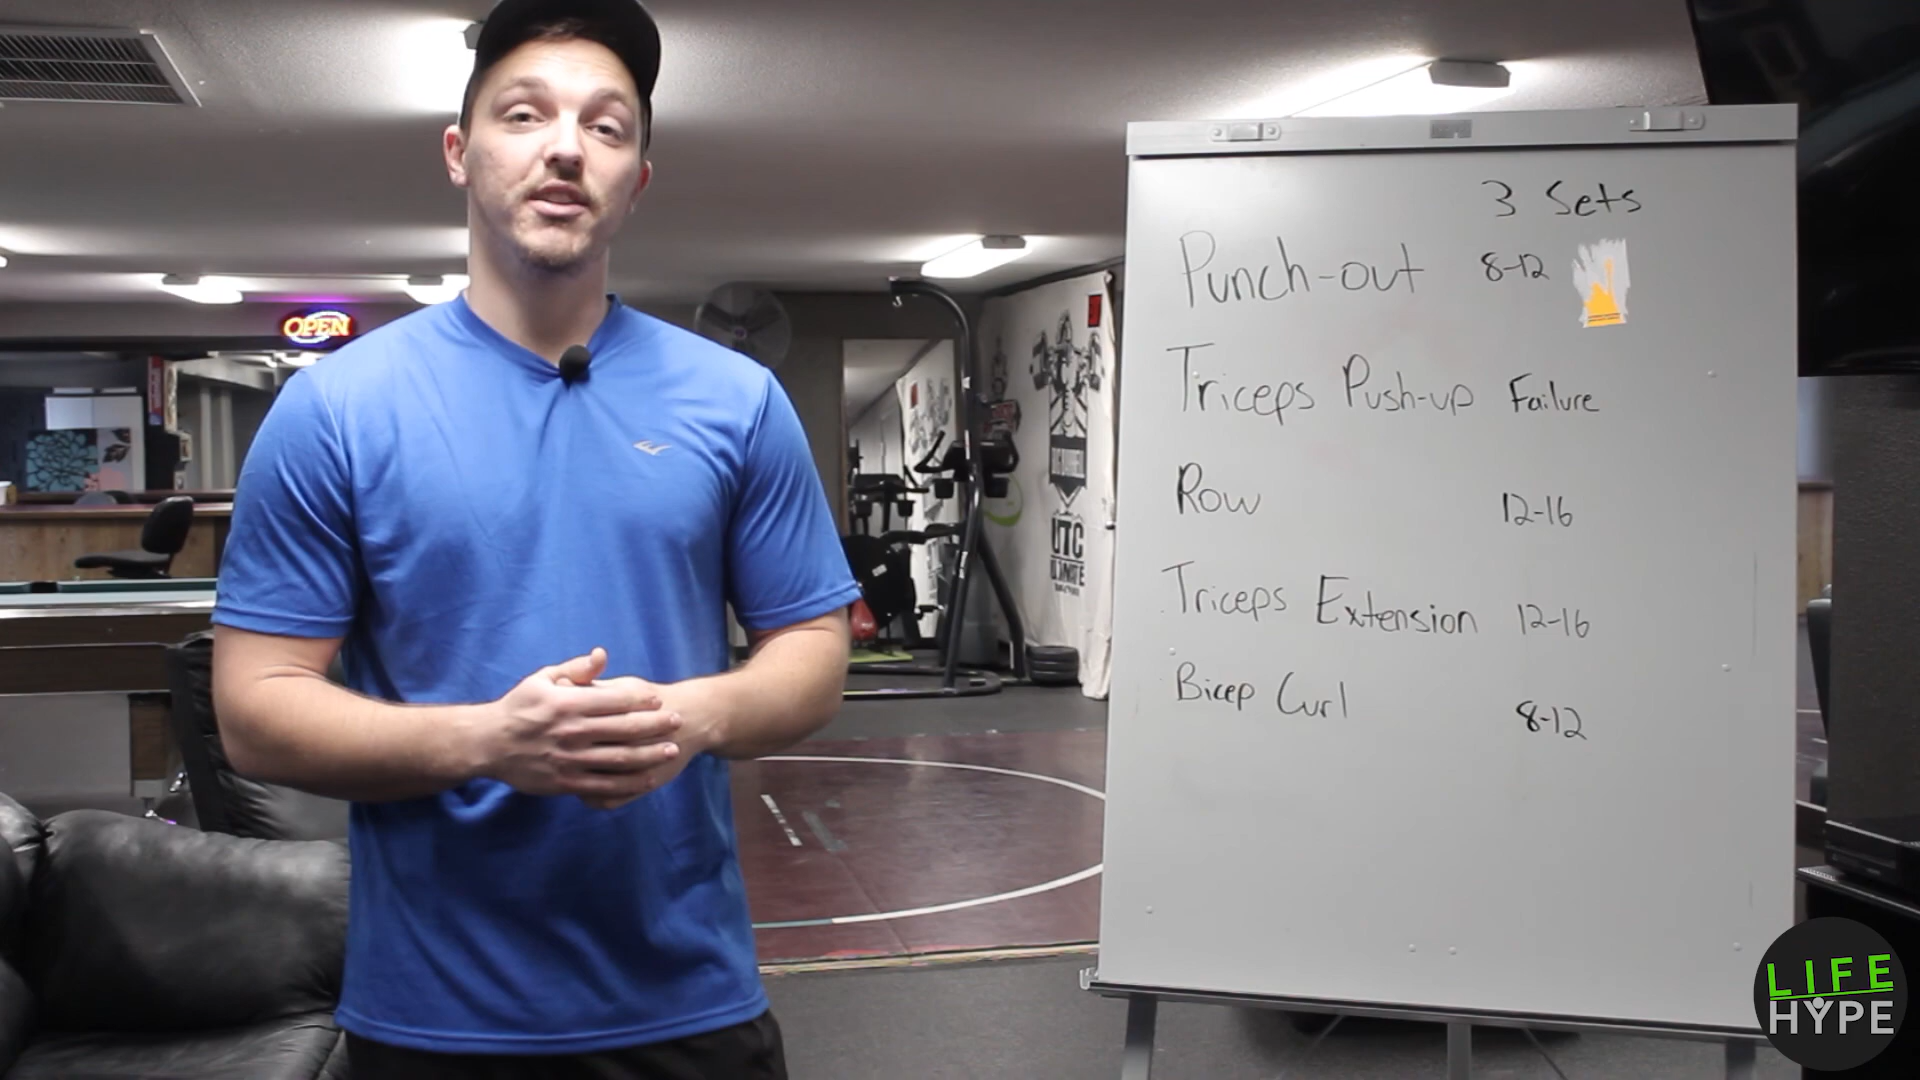 3 Sets
Punch-out 8-12
Triceps Push-up Failure
Row 12-16
Triceps Extension 12-16
Bicep Curl 8-12
OPEN
UTC
ULTIMATE
LIFE
HYPE